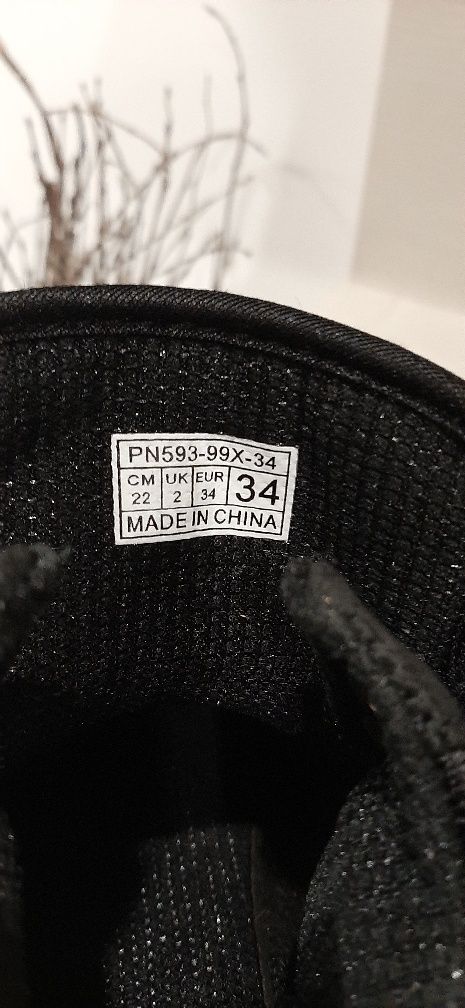 PN593-99X-34
CM UK EUR 34
22 2 34
MADE IN CHINA